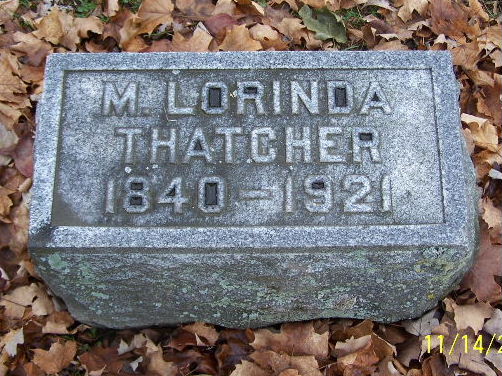 M. LORINDA
THATCHER
1840–1921
11/14/2